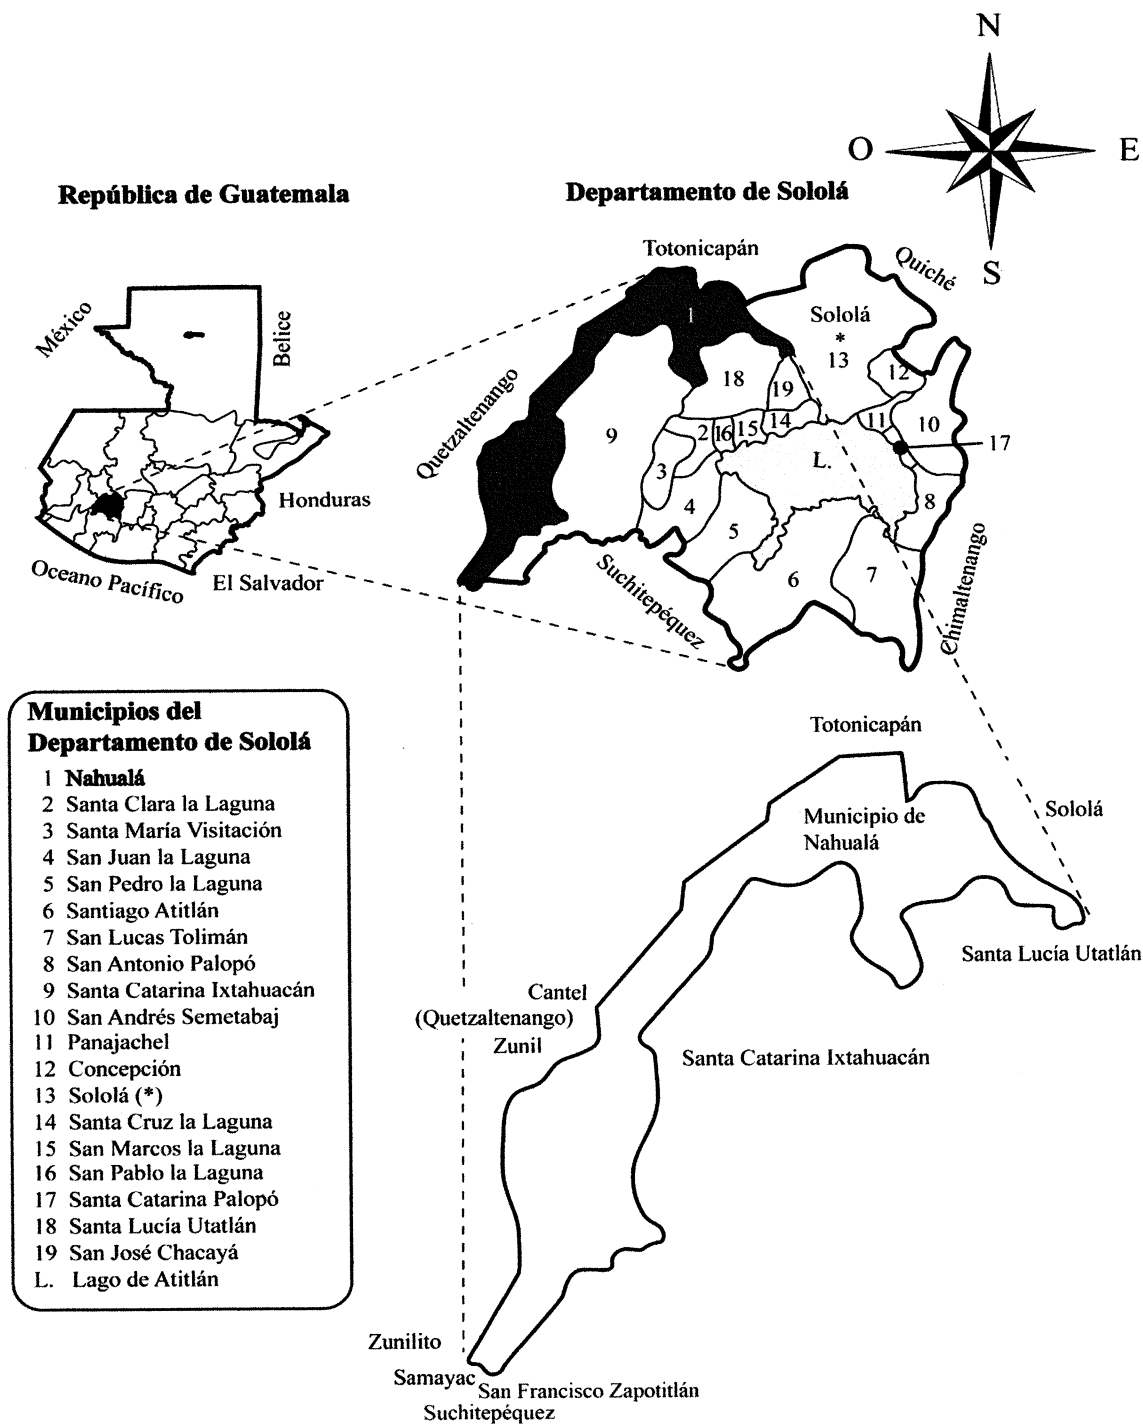 N
O
E
S
República de Guatemala
Departamento de Sololá
México
Belice
Honduras
El Salvador
Oceano Pacífico
Totonicapán
Quiché
Quetzaltenango
Suchitepéquez
Chimaltenango
1
Sololá
*
13
12
18
19
11
10
9
2
16
15
14
17
L.
3
8
4
5
6
7
Municipios del
Departamento de Sololá
1 Nahualá
2 Santa Clara la Laguna
3 Santa María Visitación
4 San Juan la Laguna
5 San Pedro la Laguna
6 Santiago Atitlán
7 San Lucas Tolimán
8 San Antonio Palopó
9 Santa Catarina Ixtahuacán
10 San Andrés Semetabaj
11 Panajachel
12 Concepción
13 Sololá (*)
14 Santa Cruz la Laguna
15 San Marcos la Laguna
16 San Pablo la Laguna
17 Santa Catarina Palopó
18 Santa Lucía Utatlán
19 San José Chacayá
L. Lago de Atitlán
Totonicapán
Municipio de
Nahualá
Sololá
Santa Lucía Utatlán
Cantel
(Quetzaltenango)
Zunil
Santa Catarina Ixtahuacán
Zunilito
Samayac
San Francisco Zapotitlán
Suchitepéquez